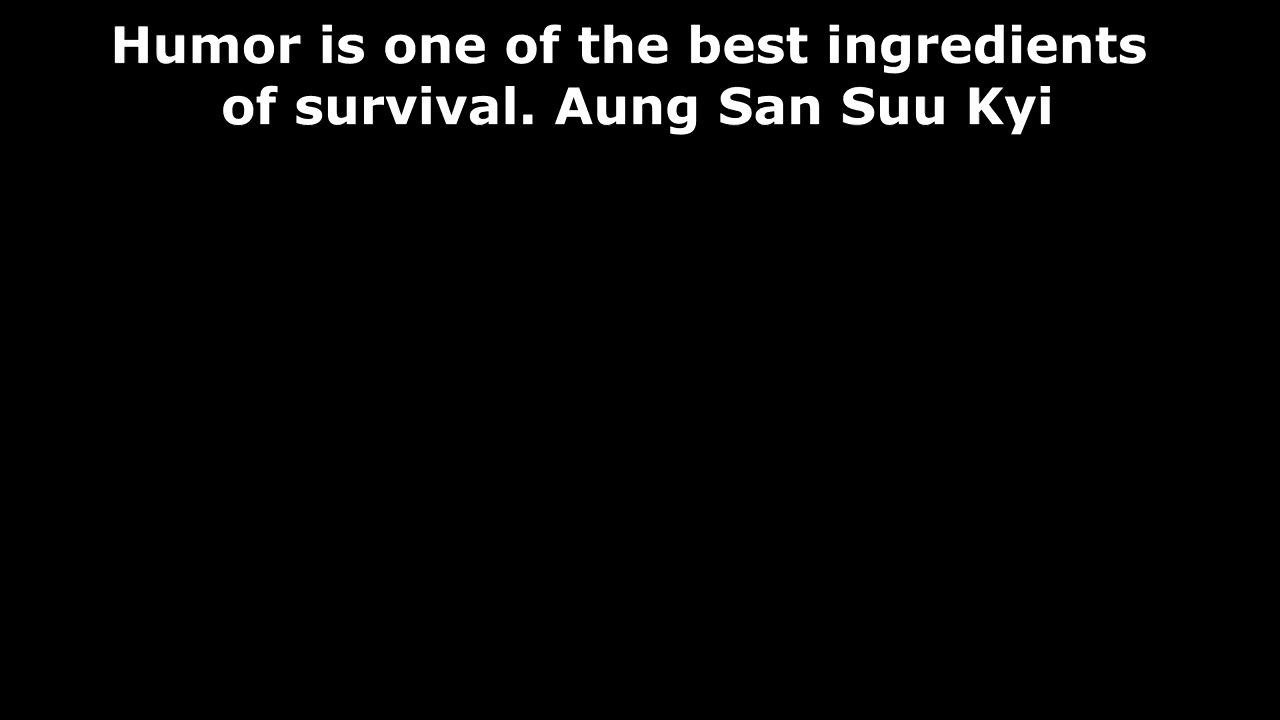 Humor is one of the best ingredients
of survival. Aung San Suu Kyi